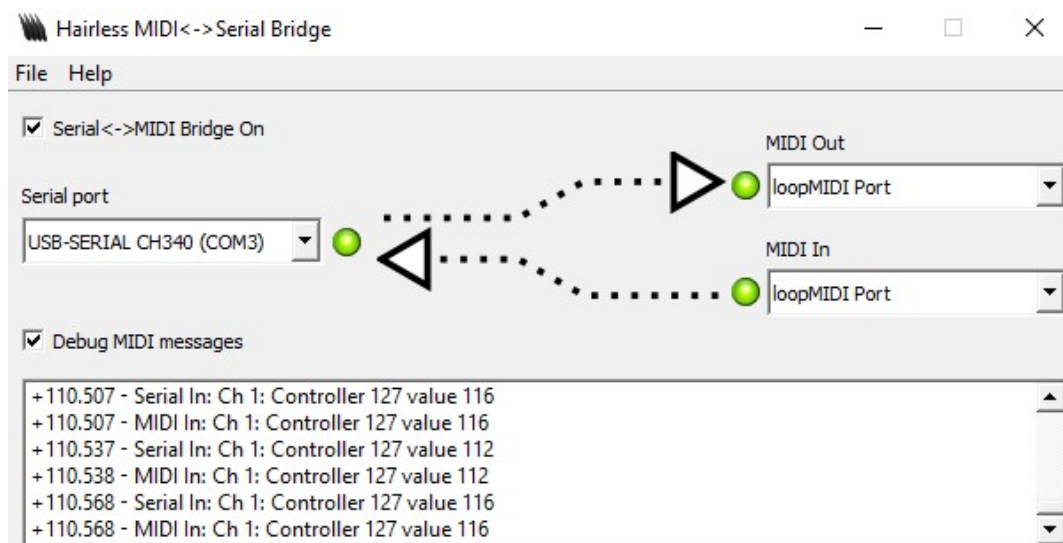 Hairless MIDI<->Serial Bridge
File Help
Serial<->MIDI Bridge On
MIDI Out
loopMIDI Port
Serial port
USB-SERIAL CH340 (COM3)
MIDI In
loopMIDI Port
Debug MIDI messages
+110.507 - Serial In: Ch 1: Controller 127 value 116
+110.507 - MIDI In: Ch 1: Controller 127 value 116
+110.537 - Serial In: Ch 1: Controller 127 value 112
+110.538 - MIDI In: Ch 1: Controller 127 value 112
+110.568 - Serial In: Ch 1: Controller 127 value 116
+110.568 - MIDI In: Ch 1: Controller 127 value 116